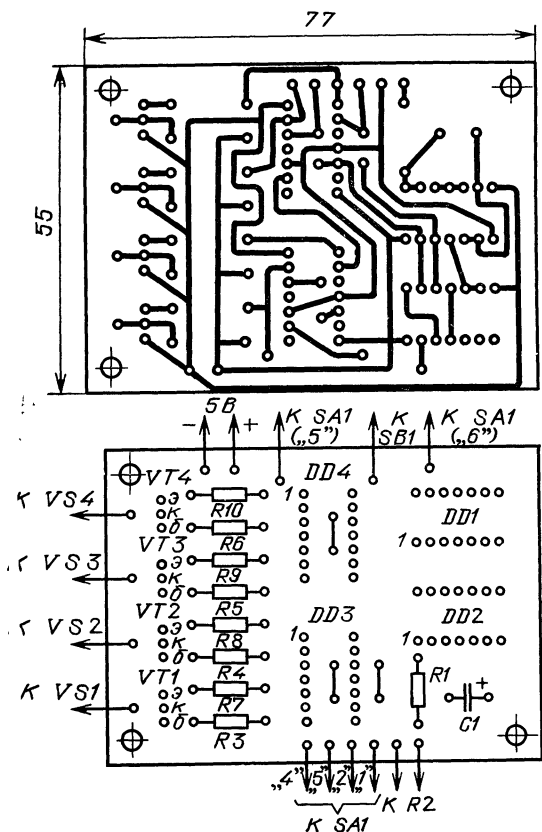 77
55
5В
- +
К SA1
("5")
К
SB1
К SA1
("6")
VT4
К VS4
э
к
б
R10
DD4
1
DD1
1
R6
VT3
К VS3
э
к
б
R9
R5
VT2
К VS2
э
к
б
R8
DD3
1
DD2
1
R4
VT1
К VS1
э
к
б
R7
R3
R1
+
C1
„4" „5" „2" „1"
К SA1
К R2